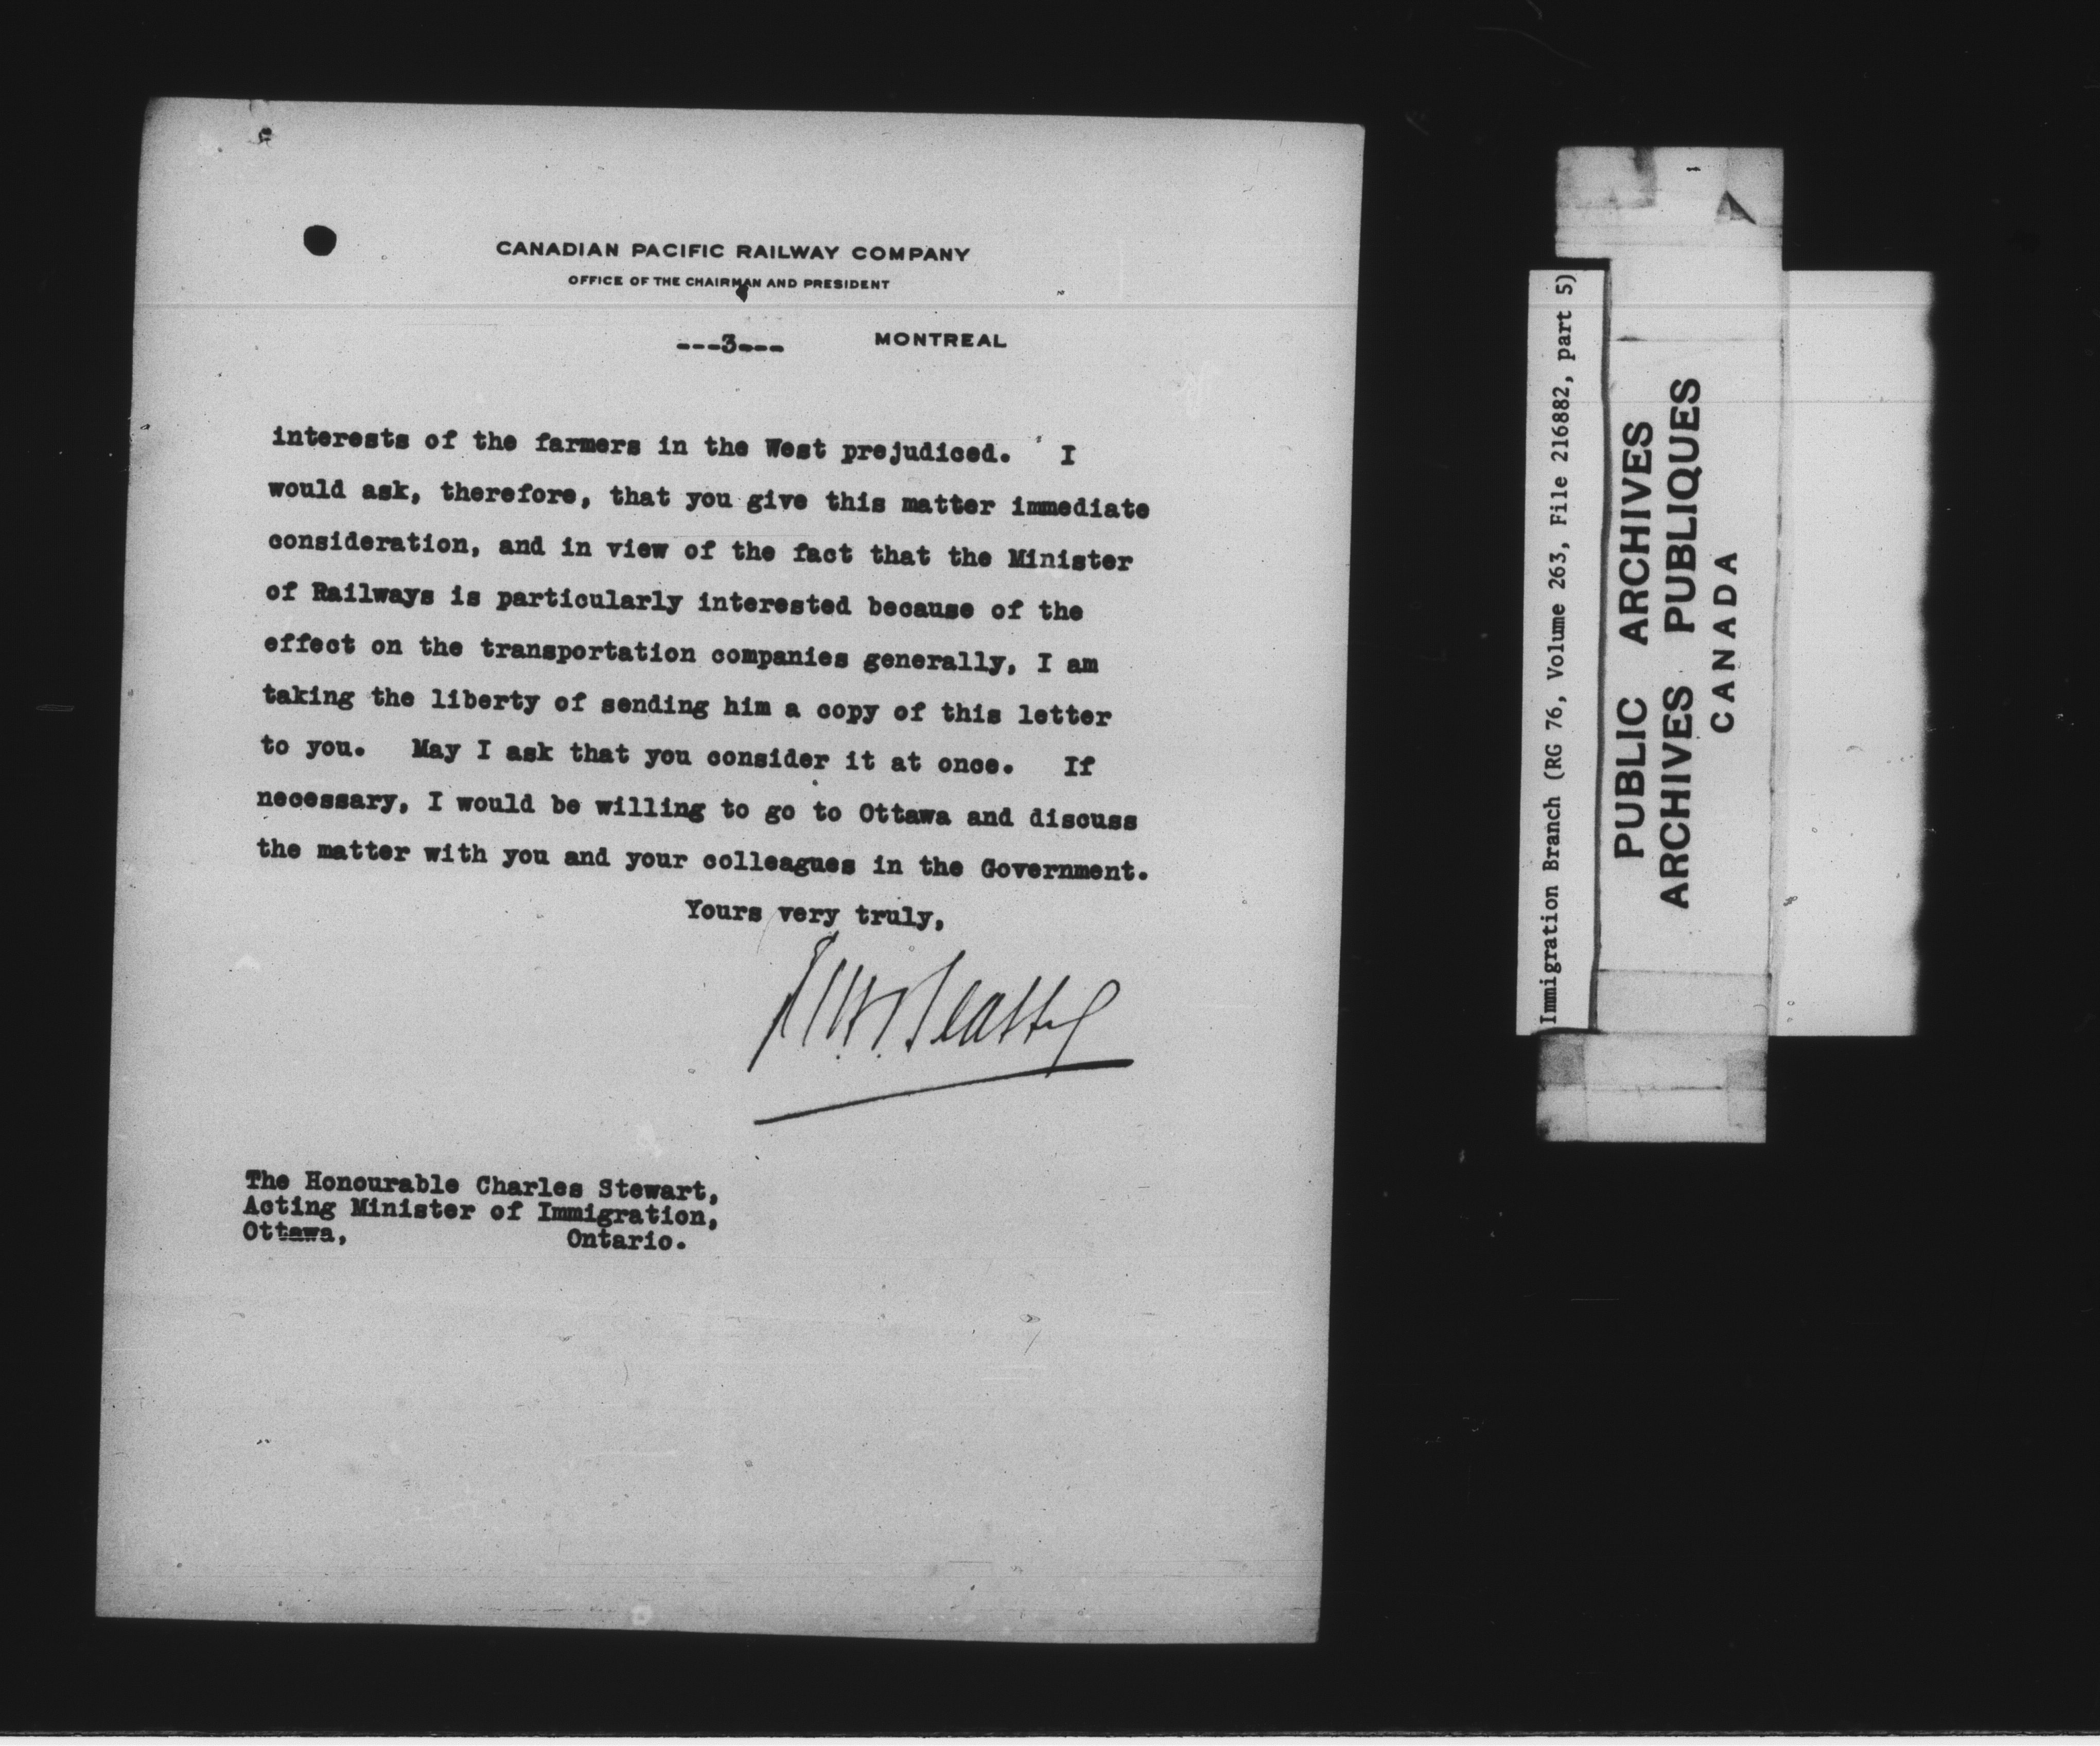 CANADIAN PACIFIC RAILWAY COMPANY
OFFICE OF THE CHAIRMAN AND PRESIDENT
---3--- MONTREAL
interests of the farmers in the West prejudiced. I
would ask, therefore, that you give this matter immediate
consideration, and in view of the fact that the Minister
of Railways is particularly interested because of the
effect on the transportation companies generally, I am
taking the liberty of sending him a copy of this letter
to you. May I ask that you consider it at once. If
necessary, I would be willing to go to Ottawa and discuss
the matter with you and your colleagues in the Government.
Yours very truly,
E.W. Beatty
The Honourable Charles Stewart,
Acting Minister of Immigration,
Ottawa, Ontario.
Immigration Branch (RG 76, Volume 263, File 216882, part 5)
PUBLIC ARCHIVES
ARCHIVES PUBLIQUES
CANADA